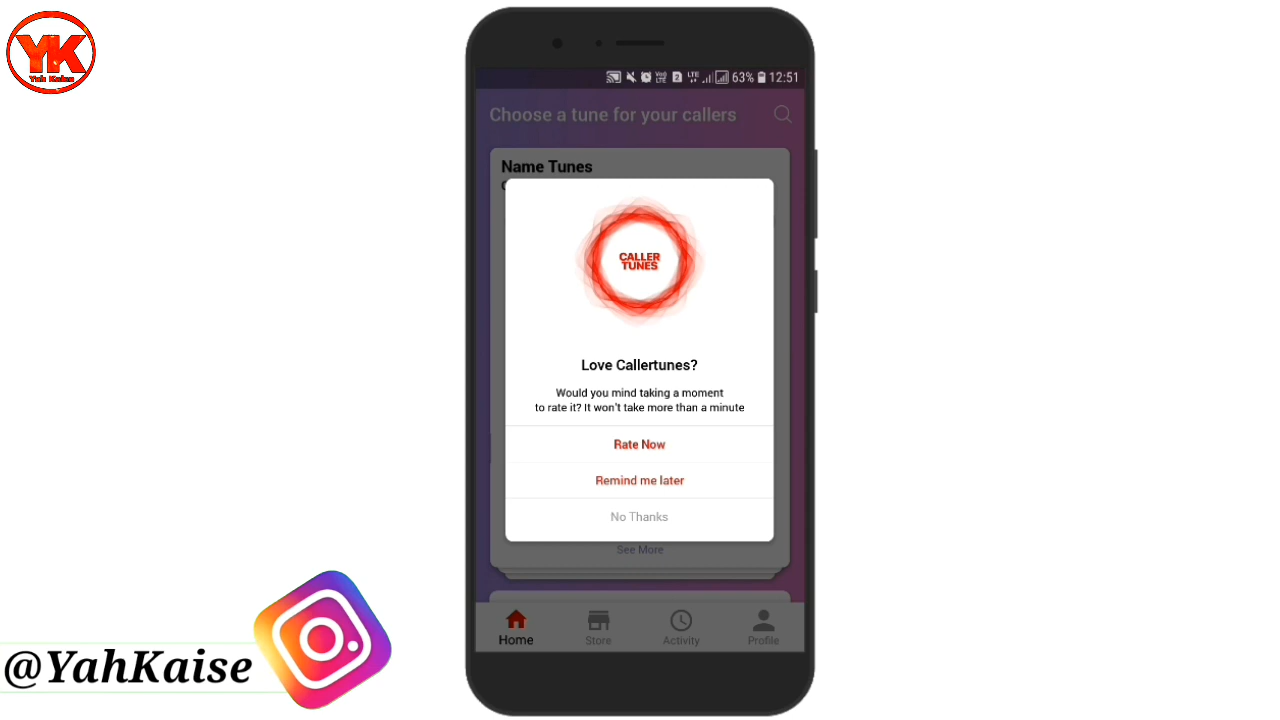 YK
Yah Kaise
63% 12:51
Choose a tune for your callers
Name Tunes
CALLER
TUNES
Love Callertunes?
Would you mind taking a moment
to rate it? It won't take more than a minute
Rate Now
Remind me later
No Thanks
See More
Home
Store
Activity
Profile
@YahKaise